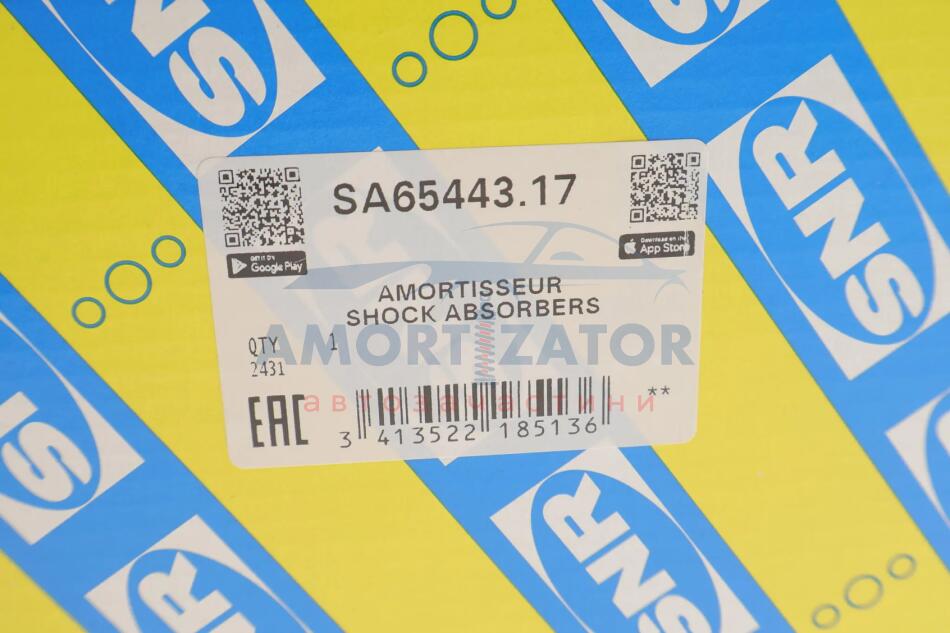 SNR
SNR
SNR
SA65443.17
GET IT ON
Google Play
Download on the
App Store
AMORTISSEUR
SHOCK ABSORBERS
AMORTIZATOR
QTY 1
2431
автозапчастини
EAC
**
3 413522 185136
SNR
SNR
SNR